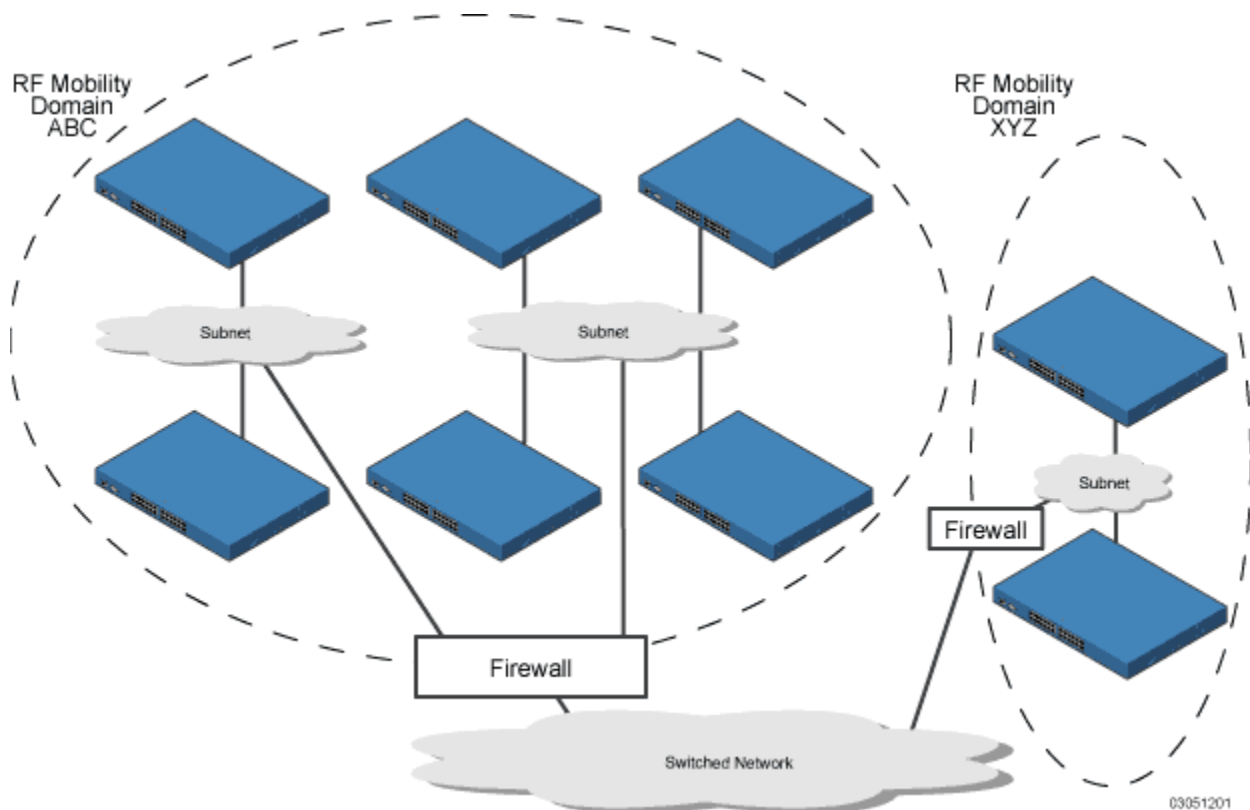 RF Mobility
Domain
ABC
RF Mobility
Domain
XYZ
Subnet
Subnet
Subnet
Firewall
Firewall
Switched Network
03051201